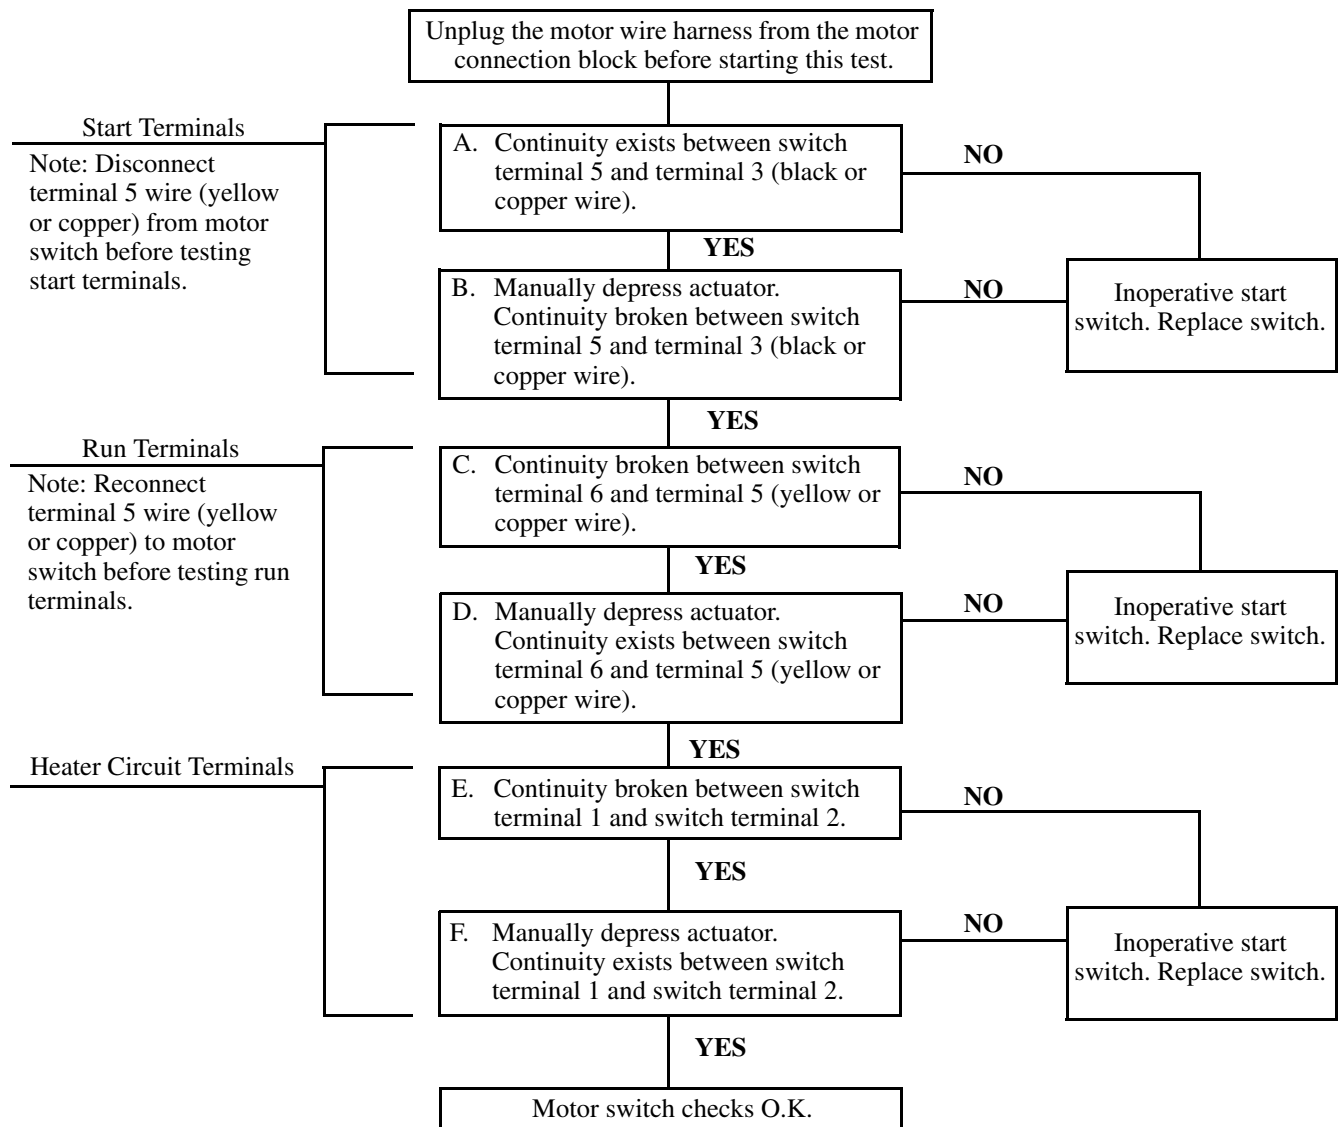 Unplug the motor wire harness from the motor
connection block before starting this test.
Start Terminals
Note: Disconnect
terminal 5 wire (yellow
or copper) from motor
switch before testing
start terminals.
A. Continuity exists between switch
terminal 5 and terminal 3 (black or
copper wire).
NO
YES
B. Manually depress actuator.
Continuity broken between switch
terminal 5 and terminal 3 (black or
copper wire).
NO
Inoperative start
switch. Replace switch.
YES
Run Terminals
Note: Reconnect
terminal 5 wire (yellow
or copper) to motor
switch before testing run
terminals.
C. Continuity broken between switch
terminal 6 and terminal 5 (yellow or
copper wire).
NO
YES
D. Manually depress actuator.
Continuity exists between switch
terminal 6 and terminal 5 (yellow or
copper wire).
NO
Inoperative start
switch. Replace switch.
YES
Heater Circuit Terminals
E. Continuity broken between switch
terminal 1 and switch terminal 2.
NO
YES
F. Manually depress actuator.
Continuity exists between switch
terminal 1 and switch terminal 2.
NO
Inoperative start
switch. Replace switch.
YES
Motor switch checks O.K.